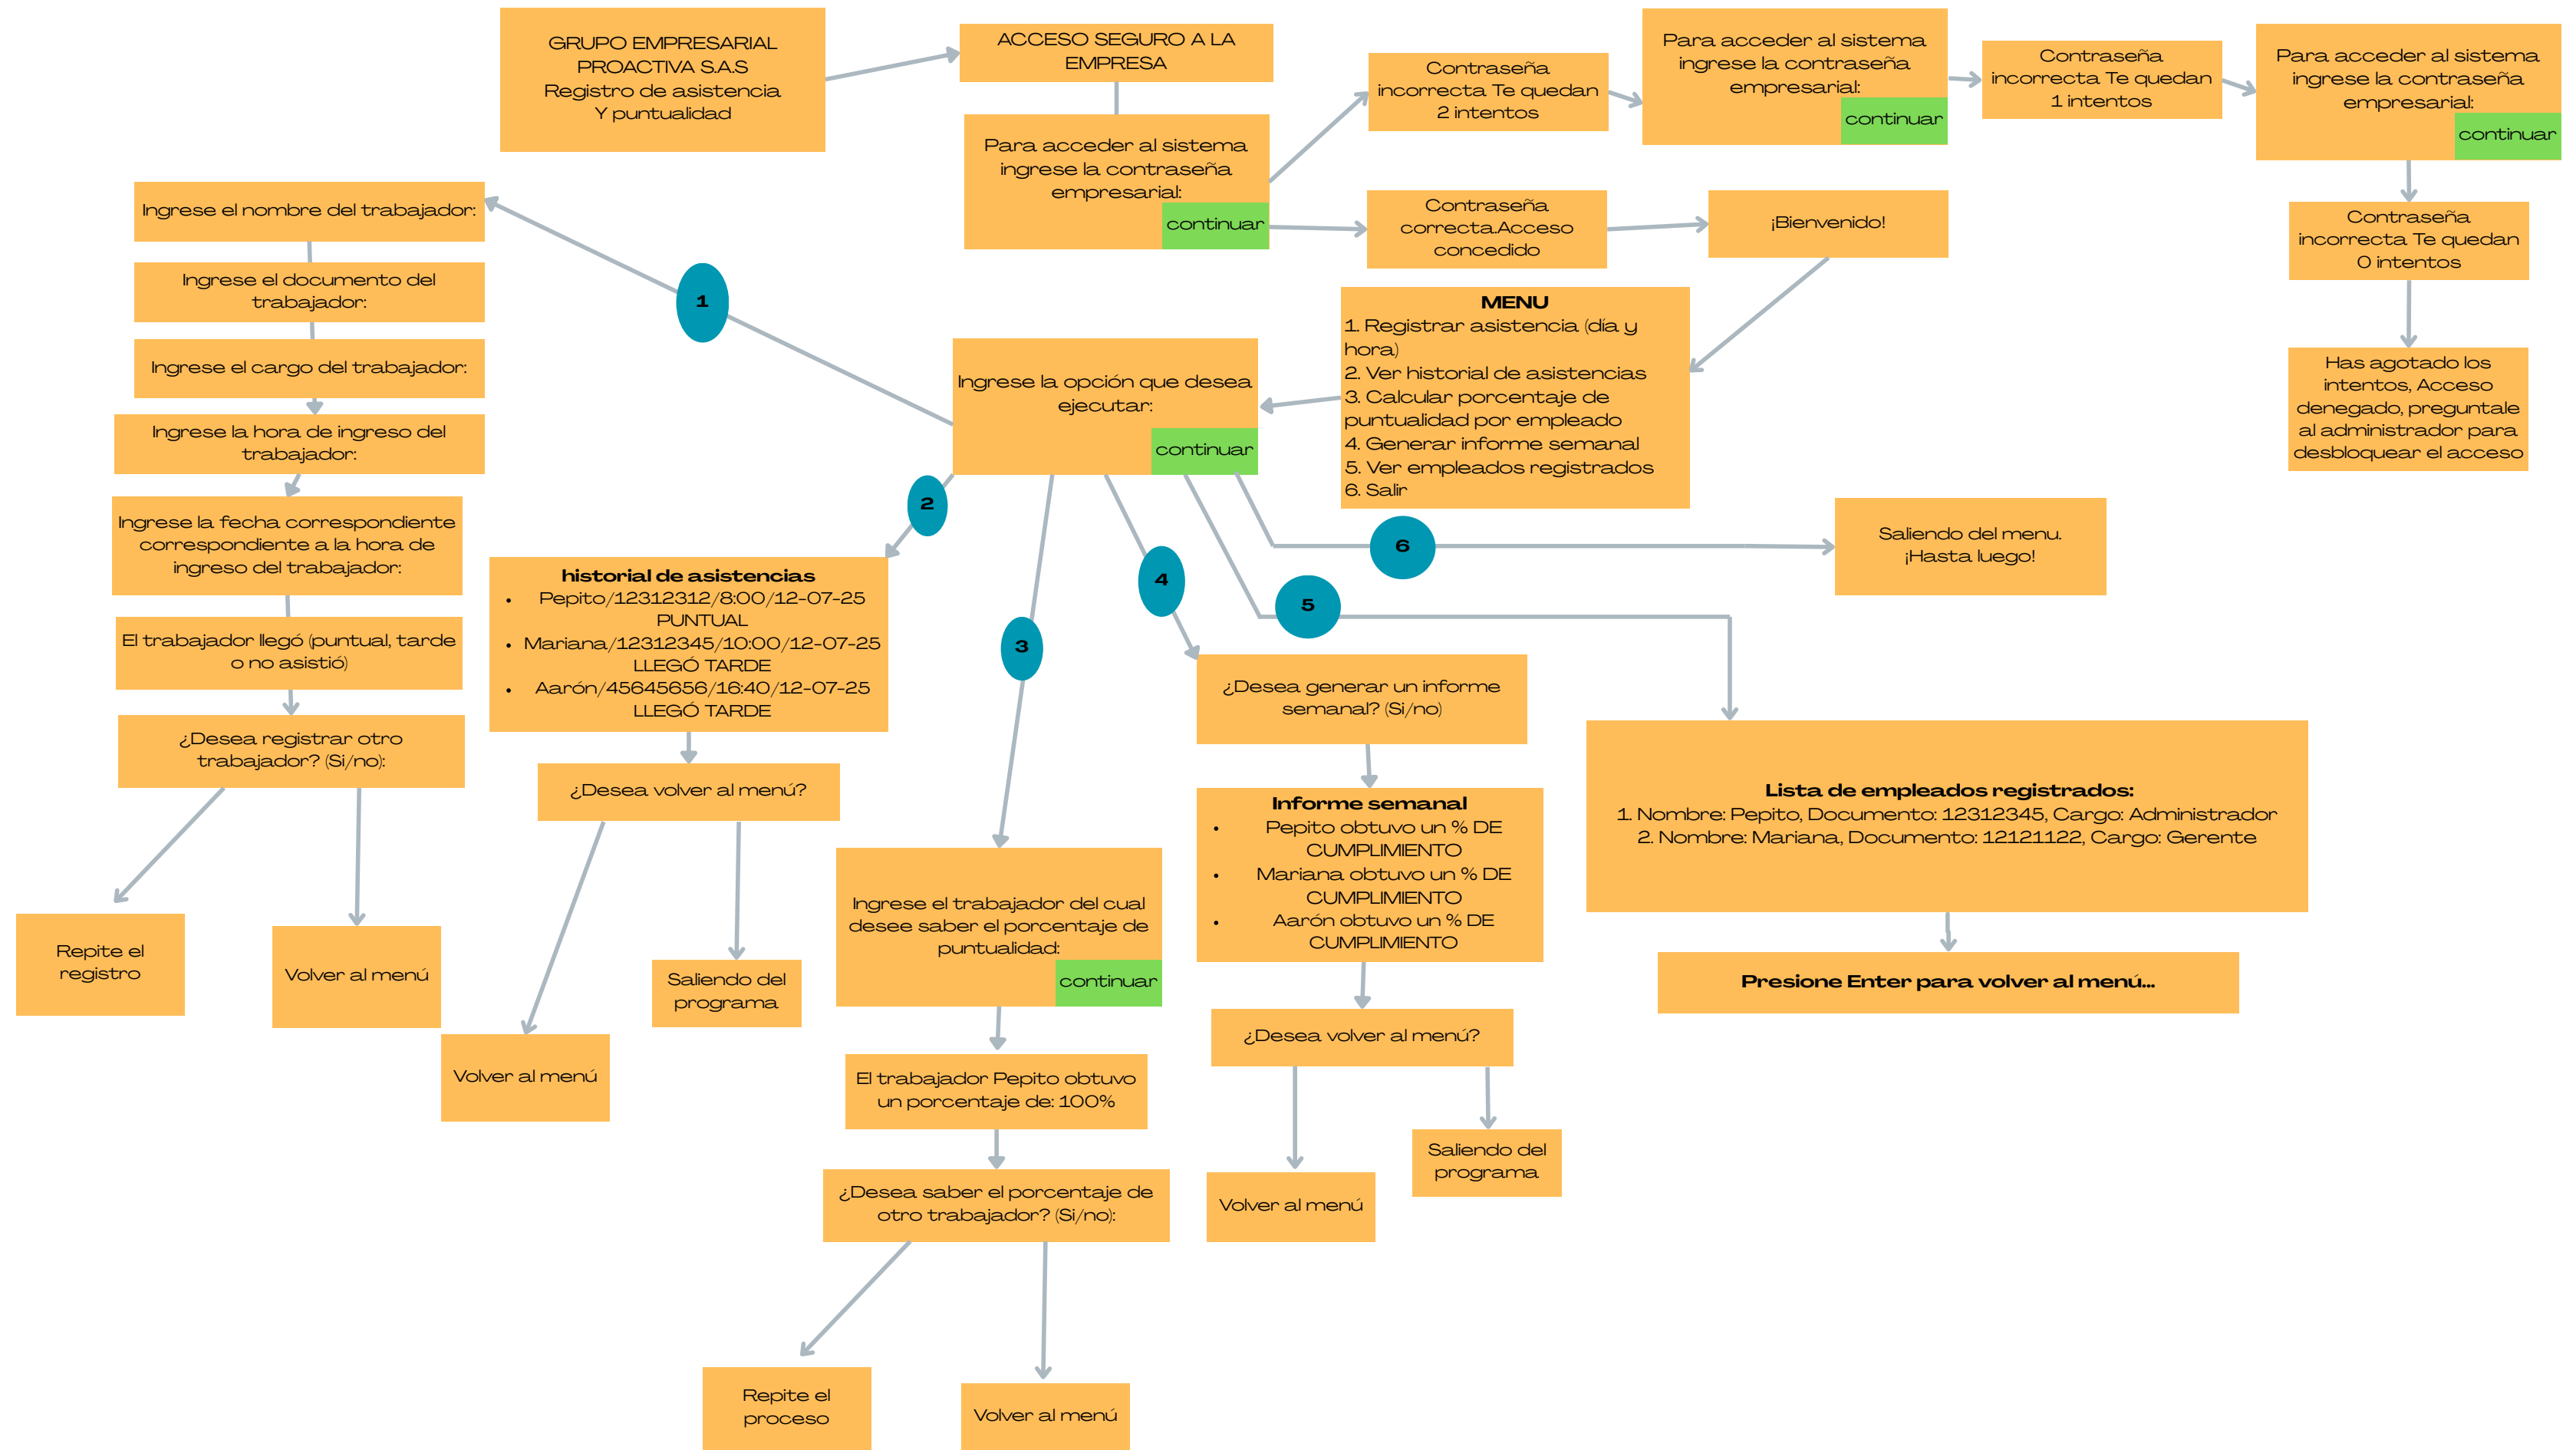 GRUPO EMPRESARIAL
PROACTIVA S.A.S
Registro de asistencia
Y puntualidad
ACCESO SEGURO A LA
EMPRESA
Para acceder al sistema
ingrese la contraseña
empresarial:
continuar
Contraseña
incorrecta Te quedan
2 intentos
Para acceder al sistema
ingrese la contraseña
empresarial:
continuar
Contraseña
incorrecta Te quedan
1 intentos
Para acceder al sistema
ingrese la contraseña
empresarial:
continuar
Contraseña
incorrecta Te quedan
0 intentos
Has agotado los
intentos, Acceso
denegado, preguntale
al administrador para
desbloquear el acceso
Contraseña
correcta..Acceso
concedido
¡Bienvenido!
MENU
1. Registrar asistencia (día y
hora)
2. Ver historial de asistencias
3. Calcular porcentaje de
puntualidad por empleado
4. Generar informe semanal
5. Ver empleados registrados
6. Salir
Ingrese la opción que desea
ejecutar:
continuar
1
Ingrese el nombre del trabajador:
Ingrese el documento del
trabajador:
Ingrese el cargo del trabajador:
Ingrese la hora de ingreso del
trabajador:
Ingrese la fecha correspondiente
correspondiente a la hora de
ingreso del trabajador:
El trabajador llegó (puntual, tarde
o no asistió)
¿Desea registrar otro
trabajador? (Si/no):
Repite el
registro
Volver al menú
2
historial de asistencias
• Pepito/12312312/8:00/12-07-25
PUNTUAL
• Mariana/12312345/10:00/12-07-25
LLEGÓ TARDE
• Aarón/45645656/16:40/12-07-25
LLEGÓ TARDE
¿Desea volver al menú?
Volver al menú
Saliendo del
programa
3
Ingrese el trabajador del cual
desee saber el porcentaje de
puntualidad:
continuar
El trabajador Pepito obtuvo
un porcentaje de: 100%
¿Desea saber el porcentaje de
otro trabajador? (Si/no):
Repite el
proceso
Volver al menú
4
¿Desea generar un informe
semanal? (Si/no)
Informe semanal
• Pepito obtuvo un % DE
CUMPLIMIENTO
• Mariana obtuvo un % DE
CUMPLIMIENTO
• Aarón obtuvo un % DE
CUMPLIMIENTO
¿Desea volver al menú?
Volver al menú
Saliendo del
programa
5
Lista de empleados registrados:
1. Nombre: Pepito, Documento: 12312345, Cargo: Administrador
2. Nombre: Mariana, Documento: 12121122, Cargo: Gerente
Presione Enter para volver al menú...
6
Saliendo del menu.
¡Hasta luego!